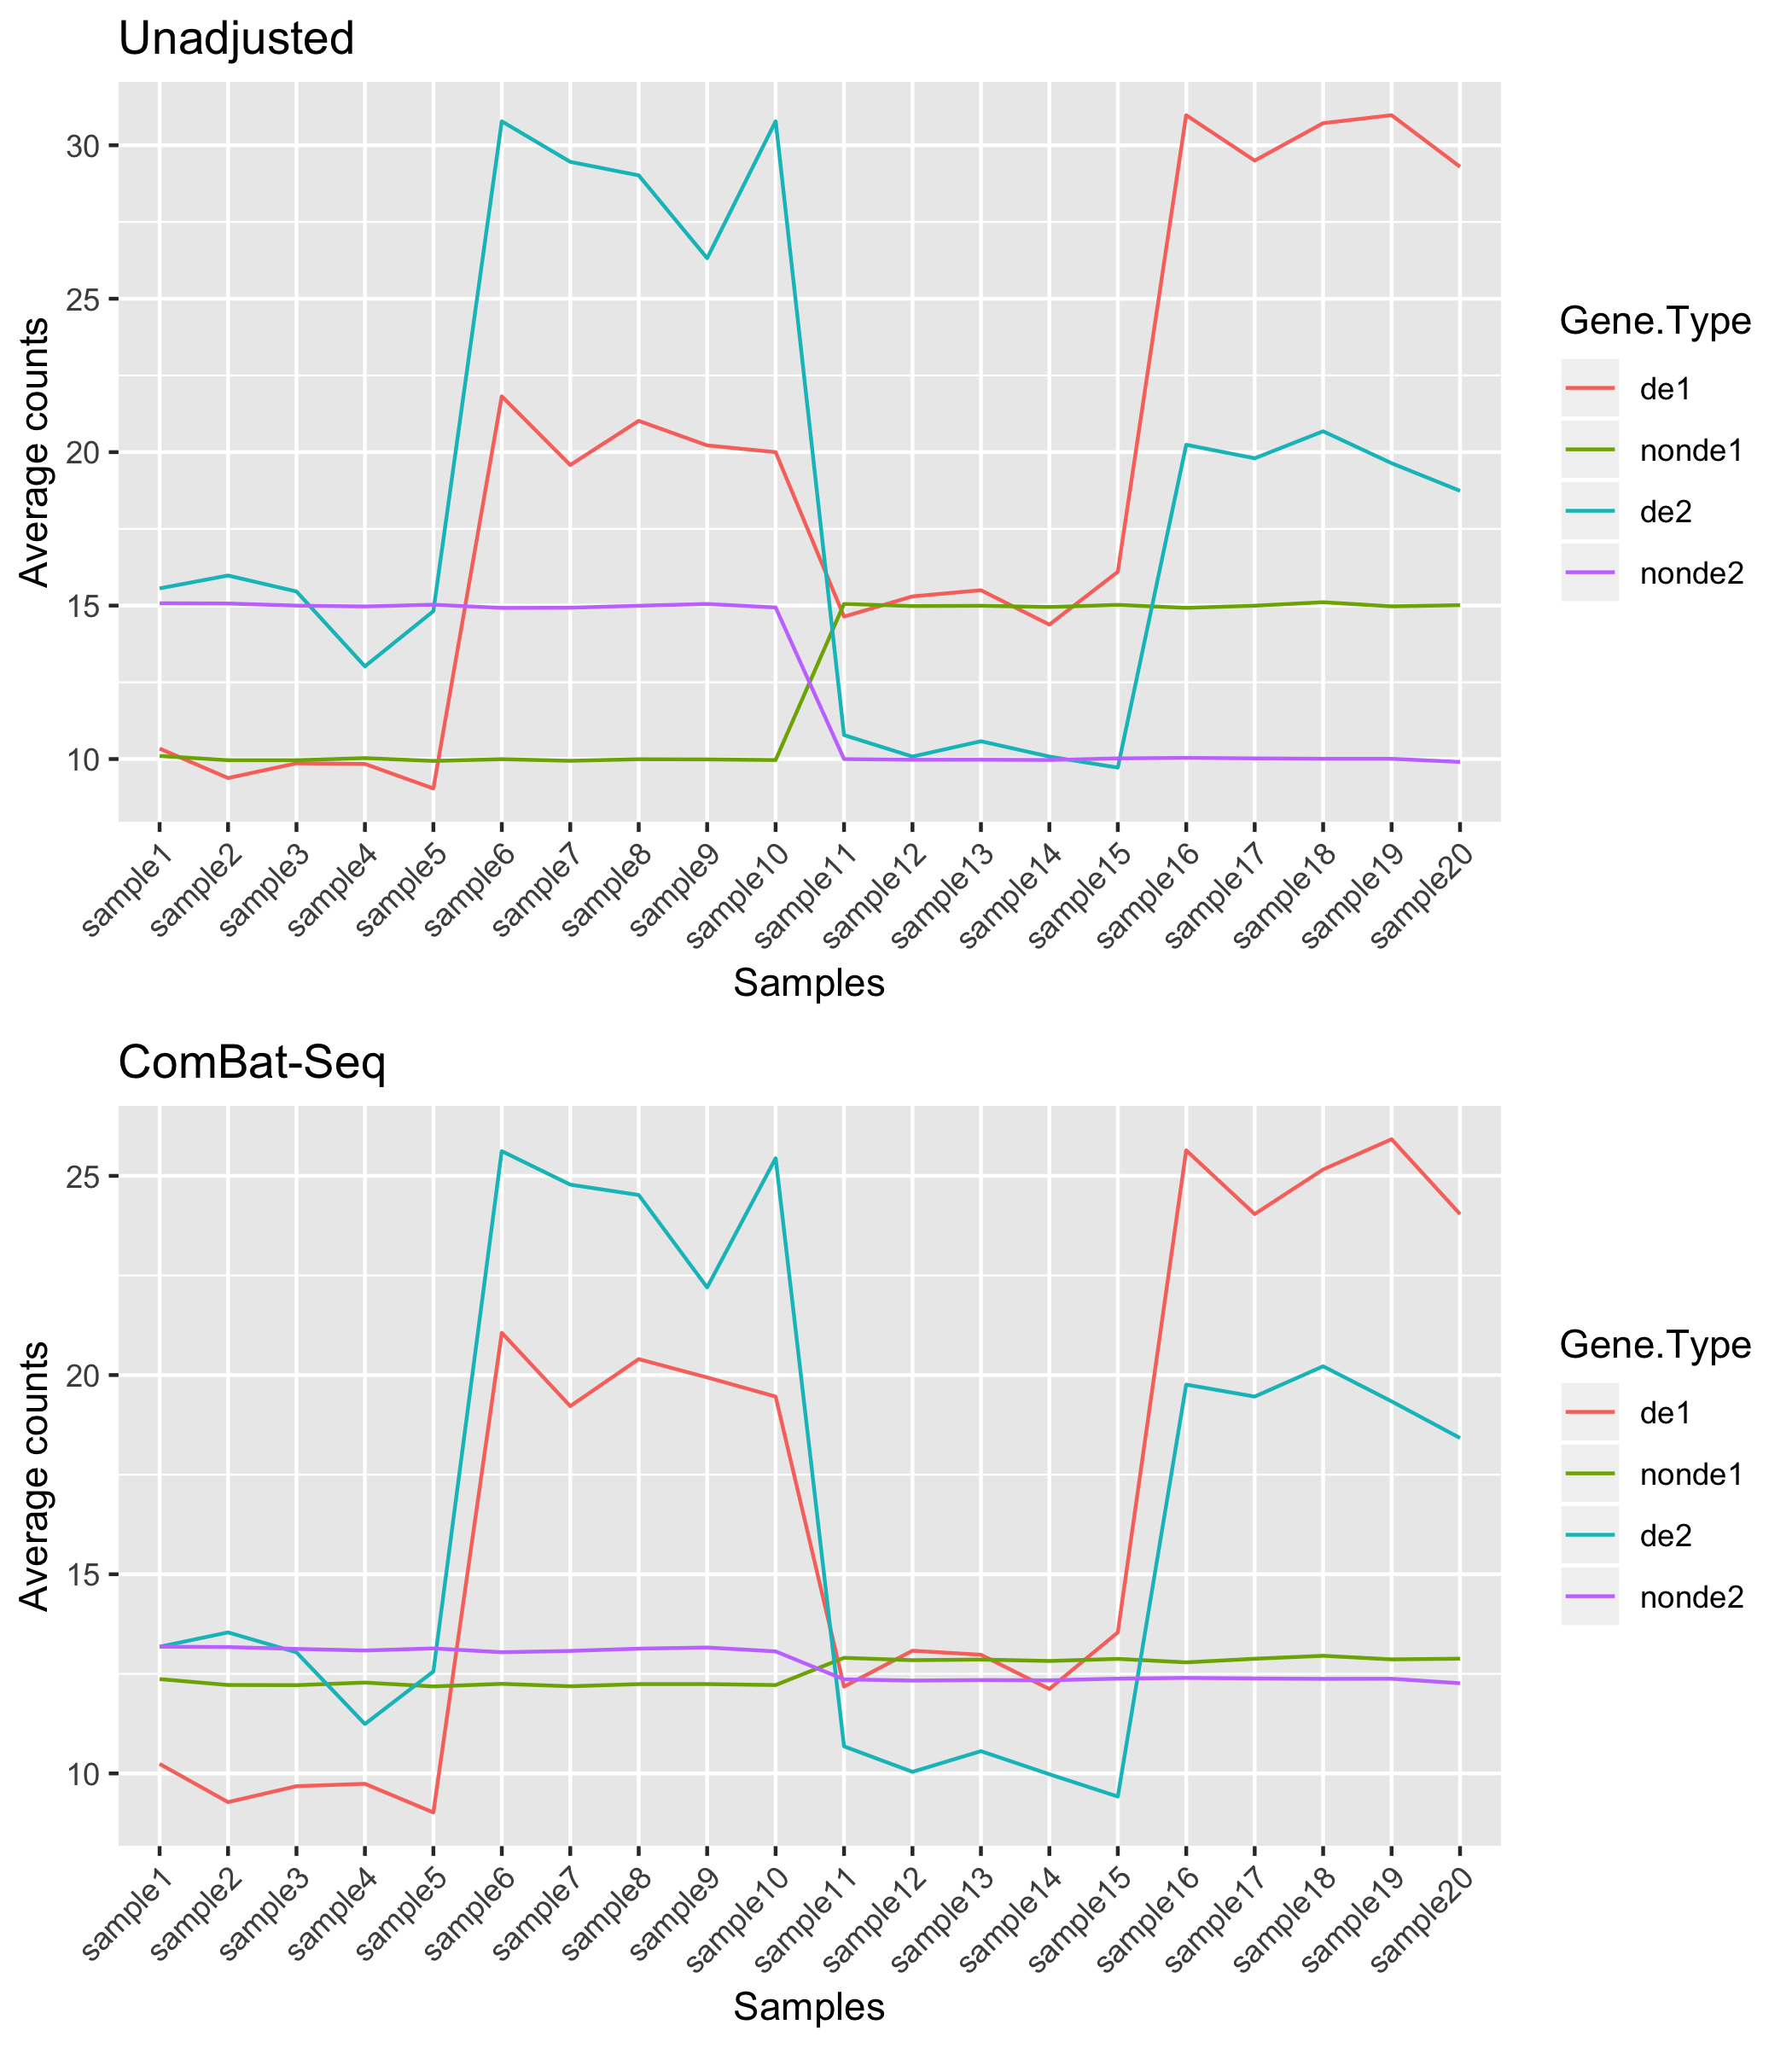 Unadjusted
Average counts
30
25
20
15
10
sample1
sample2
sample3
sample4
sample5
sample6
sample7
sample8
sample9
sample10
sample11
sample12
sample13
sample14
sample15
sample16
sample17
sample18
sample19
sample20
Samples
Gene.Type
de1
nonde1
de2
nonde2
ComBat-Seq
Average counts
25
20
15
10
sample1
sample2
sample3
sample4
sample5
sample6
sample7
sample8
sample9
sample10
sample11
sample12
sample13
sample14
sample15
sample16
sample17
sample18
sample19
sample20
Samples
Gene.Type
de1
nonde1
de2
nonde2